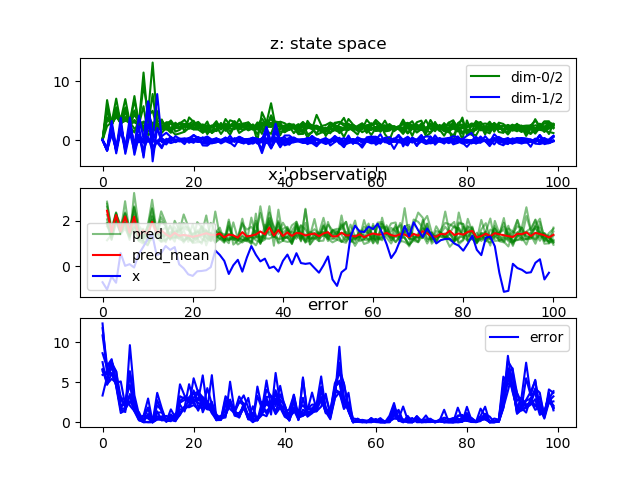 z: state space
10
0
dim-0/2
dim-1/2
0 20 40 60 80 100
x: observation
2
0
pred
pred_mean
x
0 20 40 60 80 100
error
10
5
0
error
0 20 40 60 80 100